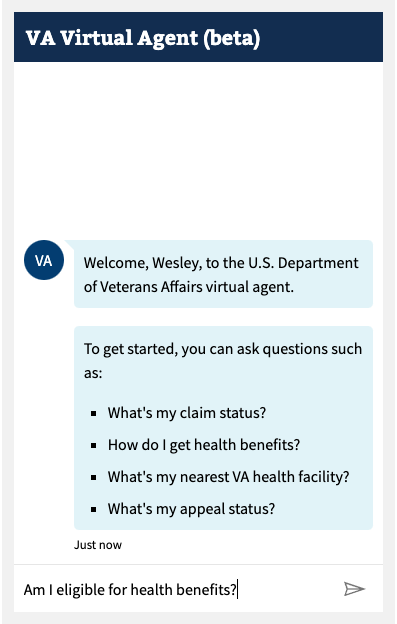 VA Virtual Agent (beta)
VA
Welcome, Wesley, to the U.S. Department
of Veterans Affairs virtual agent.
To get started, you can ask questions such
as:
▪ What's my claim status?
▪ How do I get health benefits?
▪ What's my nearest VA health facility?
▪ What's my appeal status?
Just now
Am I eligible for health benefits?